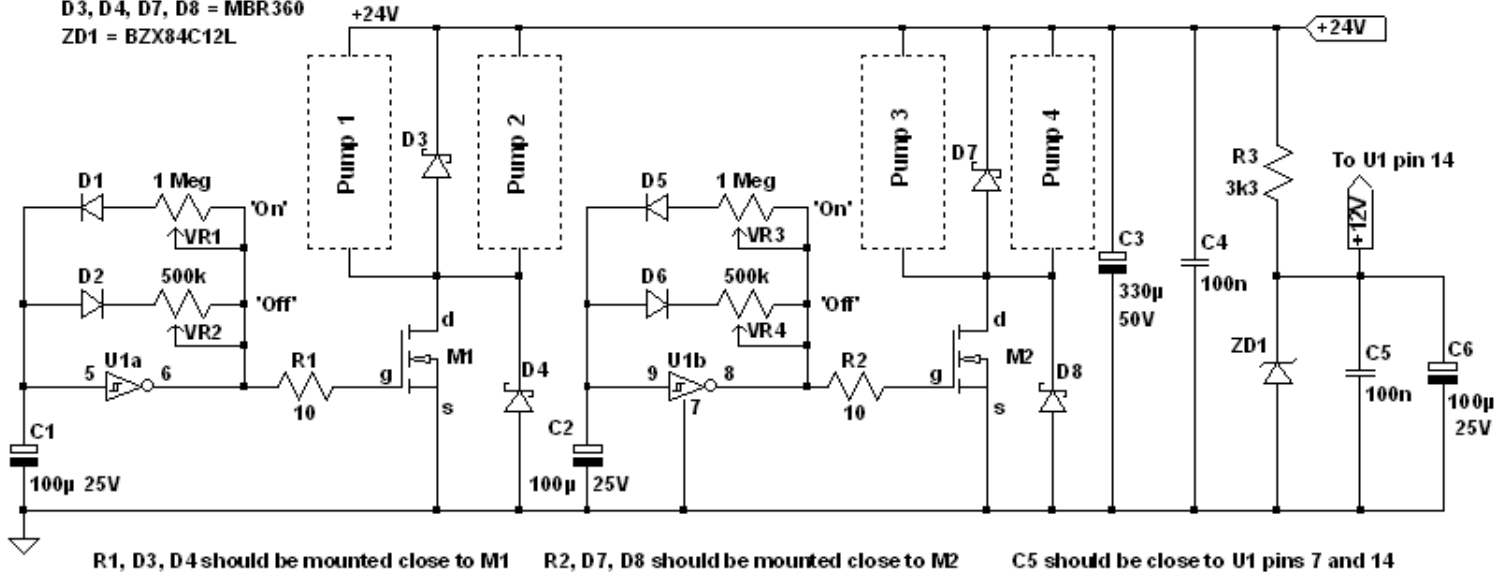 D3, D4, D7, D8 = MBR360
ZD1 = BZX84C12L
+24V
+24V
Pump 1
Pump 2
Pump 3
Pump 4
D3
D7
R3
3k3
To U1 pin 14
+12V
D1
1 Meg
'On'
VR1
D2
500k
'Off'
VR2
D5
1 Meg
'On'
VR3
D6
500k
'Off'
VR4
C3
330µ
50V
C4
100n
U1a
5
6
R1
10
g
d
M1
s
D4
U1b
9
8
7
R2
10
g
d
M2
s
D8
ZD1
C5
100n
C6
100µ
25V
C1
100µ 25V
C2
100µ 25V
R1, D3, D4 should be mounted close to M1
R2, D7, D8 should be mounted close to M2
C5 should be close to U1 pins 7 and 14